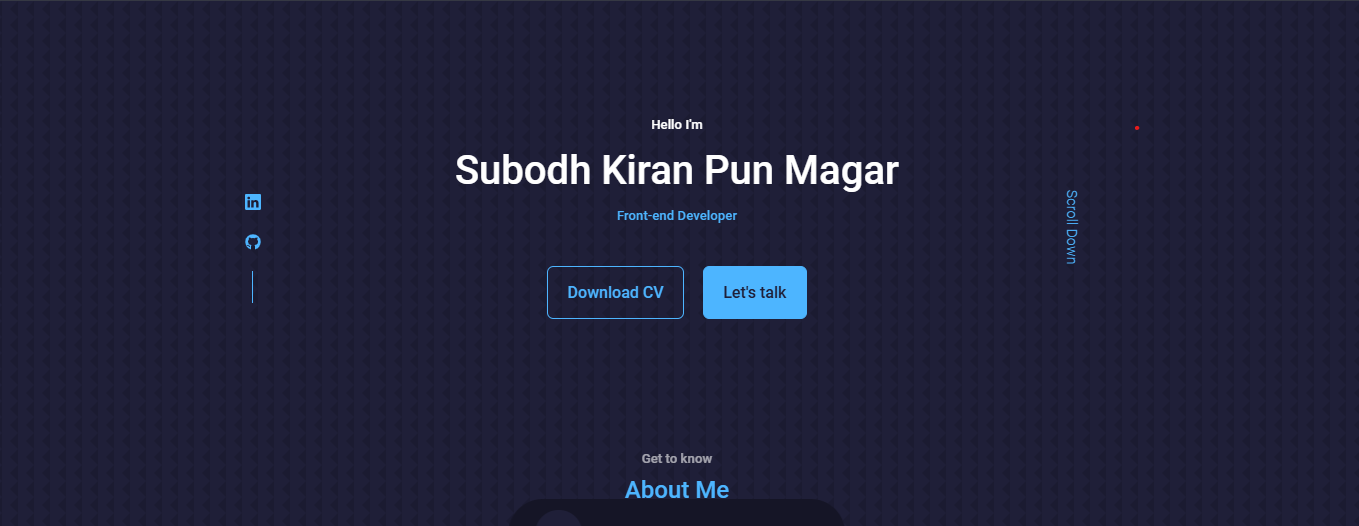 Hello I'm
Subodh Kiran Pun Magar
Front-end Developer
Download CV
Let's talk
Scroll Down
Get to know
About Me